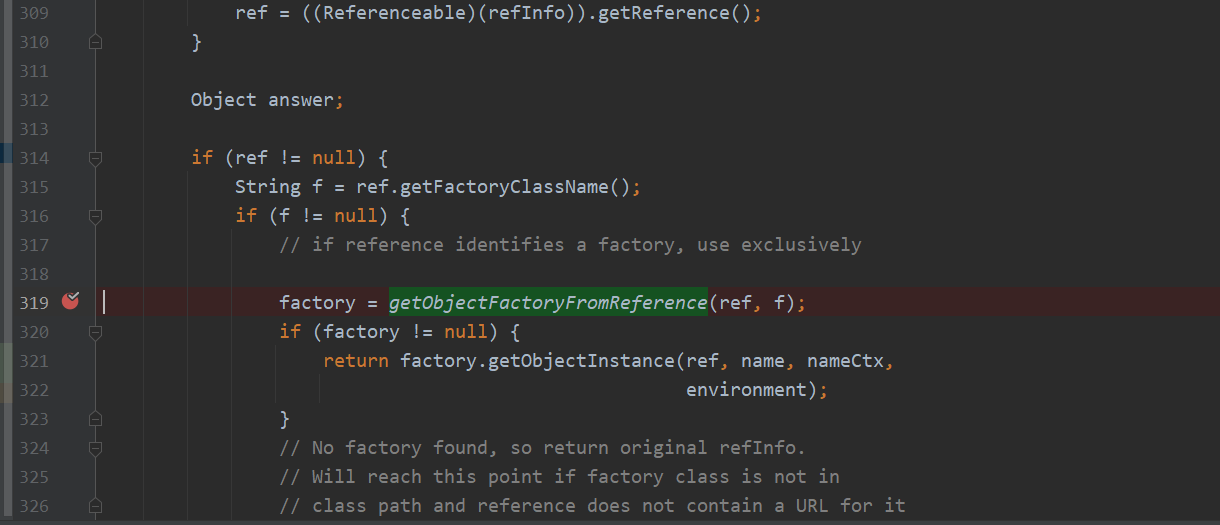 309 ref = ((Referenceable)(refInfo)).getReference();
310 }
311
312 Object answer;
313
314 if (ref != null) {
315 String f = ref.getFactoryClassName();
316 if (f != null) {
317 // if reference identifies a factory, use exclusively
318
319 factory = getObjectFactoryFromReference(ref, f);
320 if (factory != null) {
321 return factory.getObjectInstance(ref, name, nameCtx,
322 environment);
323 }
324 // No factory found, so return original refInfo.
325 // Will reach this point if factory class is not in
326 // class path and reference does not contain a URL for it